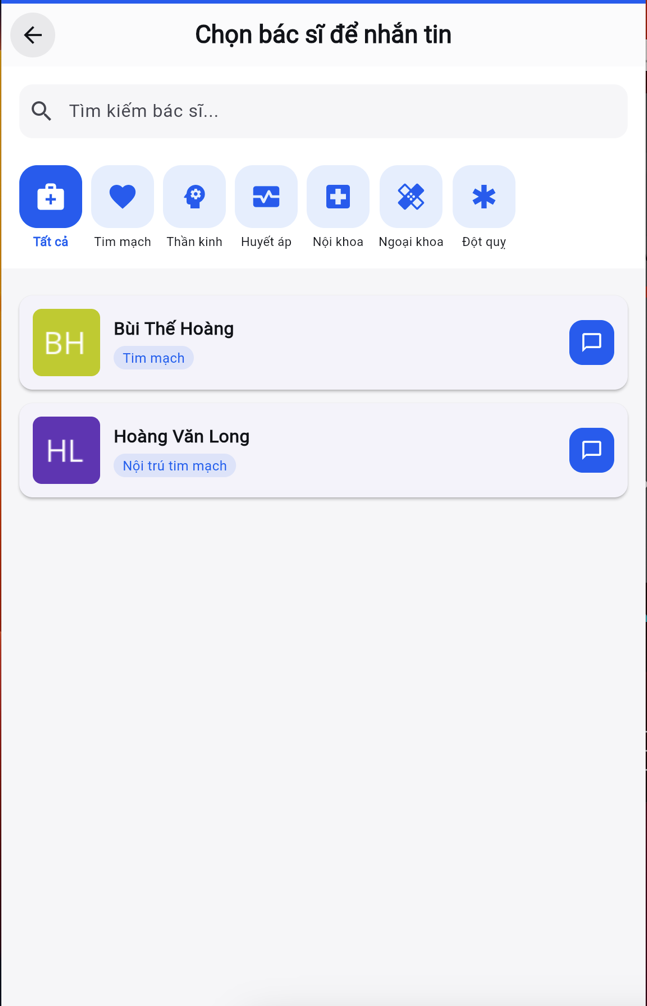 Chọn bác sĩ để nhắn tin
Tìm kiếm bác sĩ...
Tất cả Tim mạch Thần kinh Huyết áp Nội khoa Ngoại khoa Đột quỵ
BH
Bùi Thế Hoàng
Tim mạch
HL
Hoàng Văn Long
Nội trú tim mạch